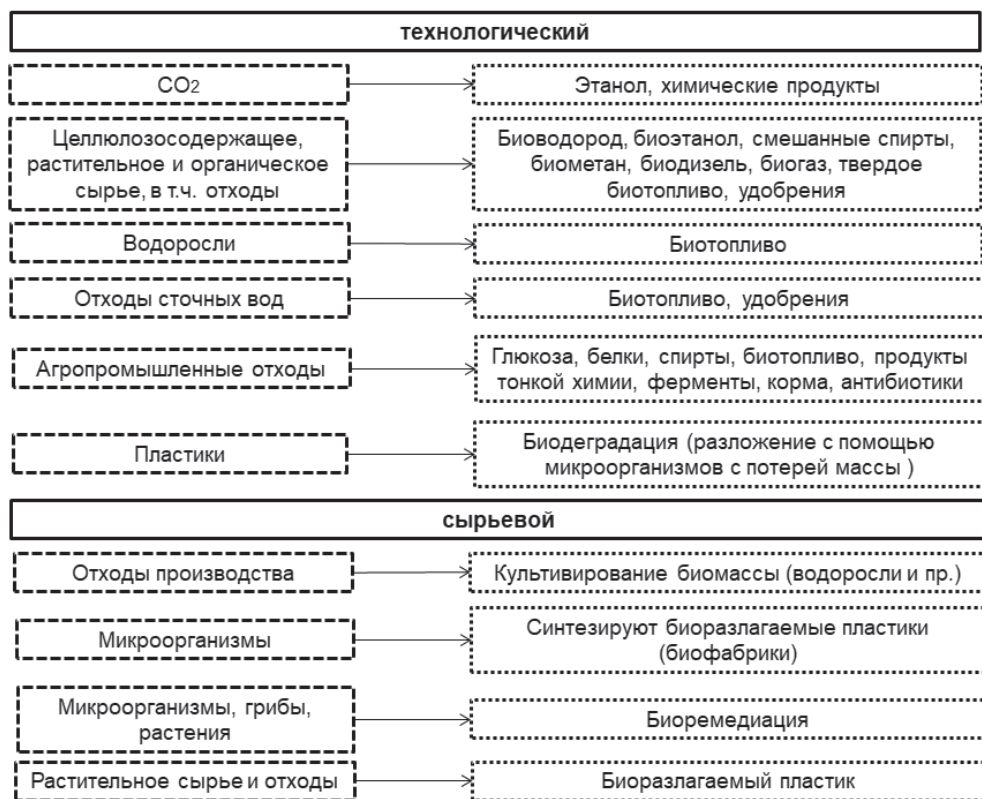 технологический
CO2
Этанол, химические продукты
Целлюлозосодержащее,
растительное и органическое
сырье, в т.ч. отходы
Биоводород, биоэтанол, смешанные спирты,
биометан, биодизель, биогаз, твердое
биотопливо, удобрения
Водоросли
Биотопливо
Отходы сточных вод
Биотопливо, удобрения
Агропромышленные отходы
Глюкоза, белки, спирты, биотопливо, продукты
тонкой химии, ферменты, корма, антибиотики
Пластики
Биодеградация (разложение с помощью
микроорганизмов с потерей массы )
сырьевой
Отходы производства
Культивирование биомассы (водоросли и пр.)
Микроорганизмы
Синтезируют биоразлагаемые пластики
(биофабрики)
Микроорганизмы, грибы,
растения
Биоремедиация
Растительное сырье и отходы
Биоразлагаемый пластик